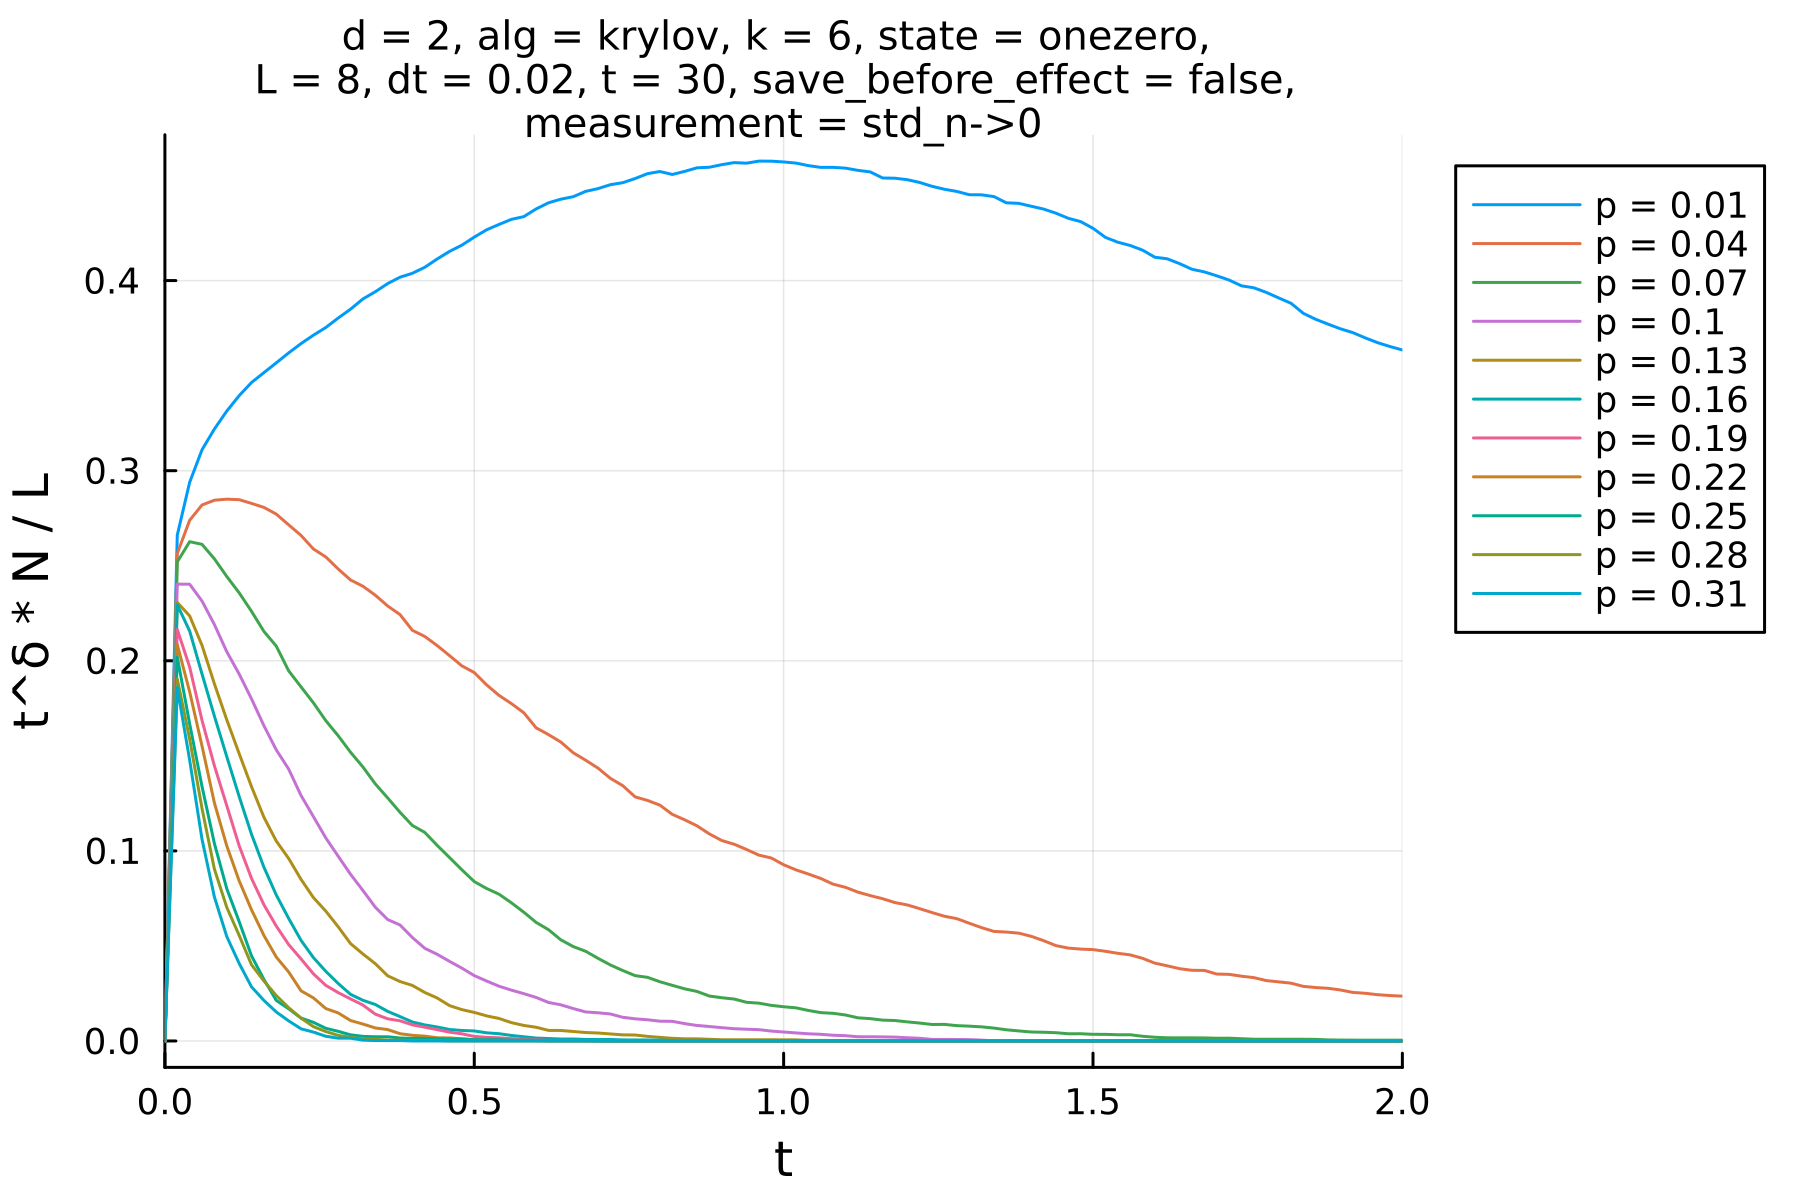 d = 2, alg = krylov, k = 6, state = onezero,
L = 8, dt = 0.02, t = 30, save_before_effect = false,
measurement = std_n->0
t^δ * N / L
0.4
0.3
0.2
0.1
0.0
0.0
0.5
1.0
1.5
2.0
t
p = 0.01
p = 0.04
p = 0.07
p = 0.1
p = 0.13
p = 0.16
p = 0.19
p = 0.22
p = 0.25
p = 0.28
p = 0.31